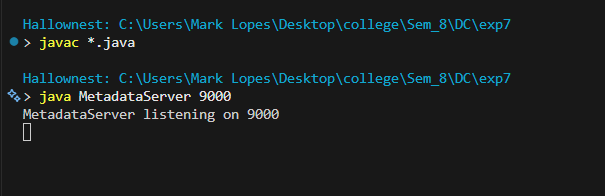 Hallownest: C:\Users\Mark Lopes\Desktop\college\Sem_8\DC\exp7
> javac *.java
Hallownest: C:\Users\Mark Lopes\Desktop\college\Sem_8\DC\exp7
> java MetadataServer 9000
MetadataServer listening on 9000